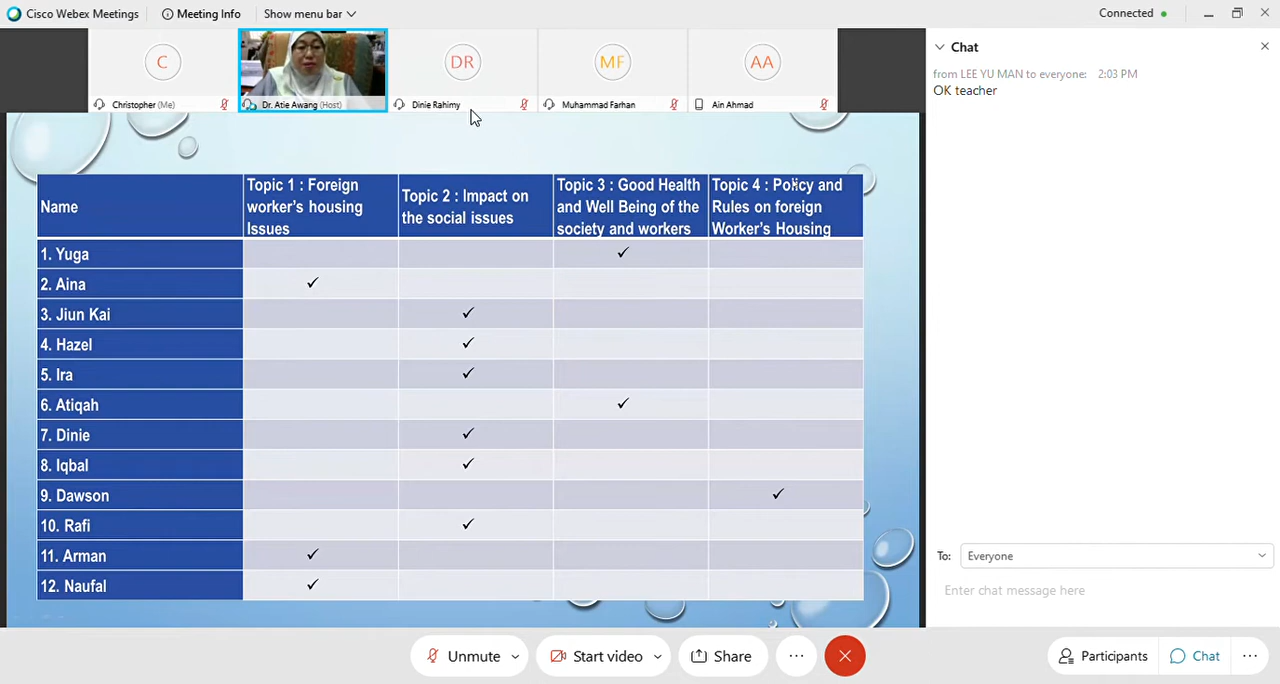 Cisco Webex Meetings
Meeting Info
Show menu bar
Connected
C
Christopher (Me)
Dr. Atie Awang (Host)
DR
Dinie Rahimy
MF
Muhammad Farhan
AA
Ain Ahmad
Name
Topic 1 : Foreign
worker's housing
Issues
Topic 2 : Impact on
the social issues
Topic 3 : Good Health
and Well Being of the
society and workers
Topic 4 : Policy and
Rules on foreign
Worker's Housing
1. Yuga ✓
2. Aina ✓
3. Jiun Kai ✓
4. Hazel ✓
5. Ira ✓
6. Atiqah ✓
7. Dinie ✓
8. Iqbal ✓
9. Dawson ✓
10. Rafi ✓
11. Arman ✓
12. Naufal ✓
Chat
from LEE YU MAN to everyone: 2:03 PM
OK teacher
To: Everyone
Enter chat message here
Unmute
Start video
Share
Participants
Chat